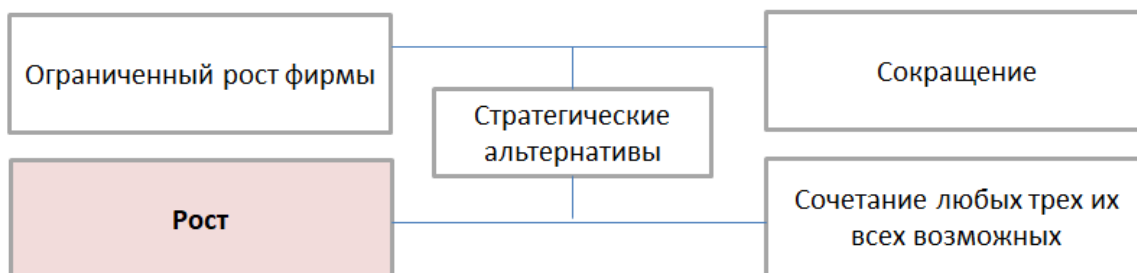 Ограниченный рост фирмы
Сокращение
Стратегические
альтернативы
Рост
Сочетание любых трех их
всех возможных